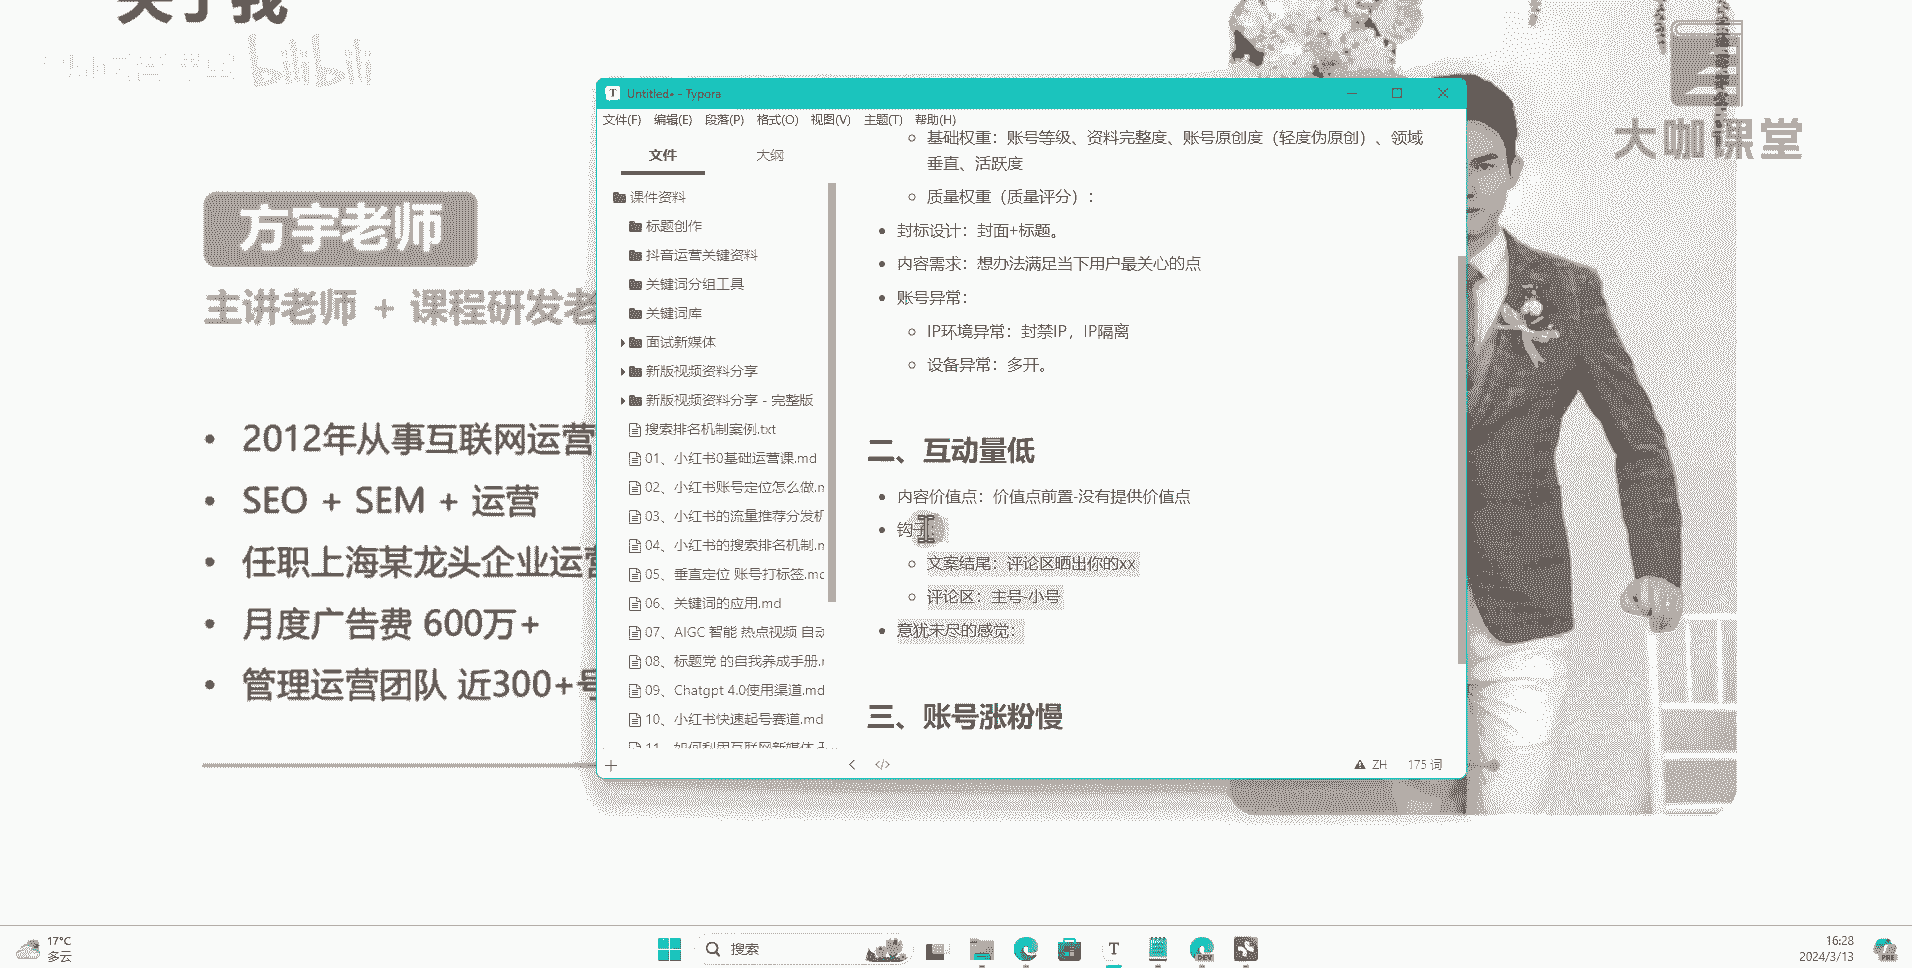 关于我
bilibili
大咖课堂
方宇老师
主讲老师 + 课程研发老
2012年从事互联网运营
SEO + SEM + 运营
任职上海某龙头企业运营
月度广告费 600万+
管理运营团队 近300+号
Untitled• - Typora
文件(F) 编辑(E) 段落(P) 格式(O) 视图(V) 主题(T) 帮助(H)
文件 大纲
课件资料
标题创作
抖音运营关键资料
关键词分组工具
关键词库
面试新媒体
新版视频资料分享
新版视频资料分享 - 完整版
搜索排名机制案例.txt
01、小红书0基础运营课.md
02、小红书账号定位怎么做.m
03、小红书的流量推荐分发机
04、小红书的搜索排名机制.m
05、垂直定位 账号打标签.mc
06、关键词的应用.md
07、AIGC 智能 热点视频 自动
08、标题党 的自我养成手册.m
09、Chatgpt 4.0使用渠道.md
10、小红书快速起号赛道.md
11、如何利用互联网新媒体
基础权重：账号等级、资料完整度、账号原创度（轻度伪原创）、领域
垂直、活跃度
质量权重（质量评分）：
封标设计：封面+标题。
内容需求：想办法满足当下用户最关心的点
账号异常：
IP环境异常：封禁IP，IP隔离
设备异常：多开。
二、互动量低
内容价值点：价值点前置-没有提供价值点
钩子：
文案结尾：评论区晒出你的xx
评论区：主号-小号
意犹未尽的感觉：
三、账号涨粉慢
ZH 175 词
17°C
多云
搜索
DEV
16:28
2024/3/13
PRE